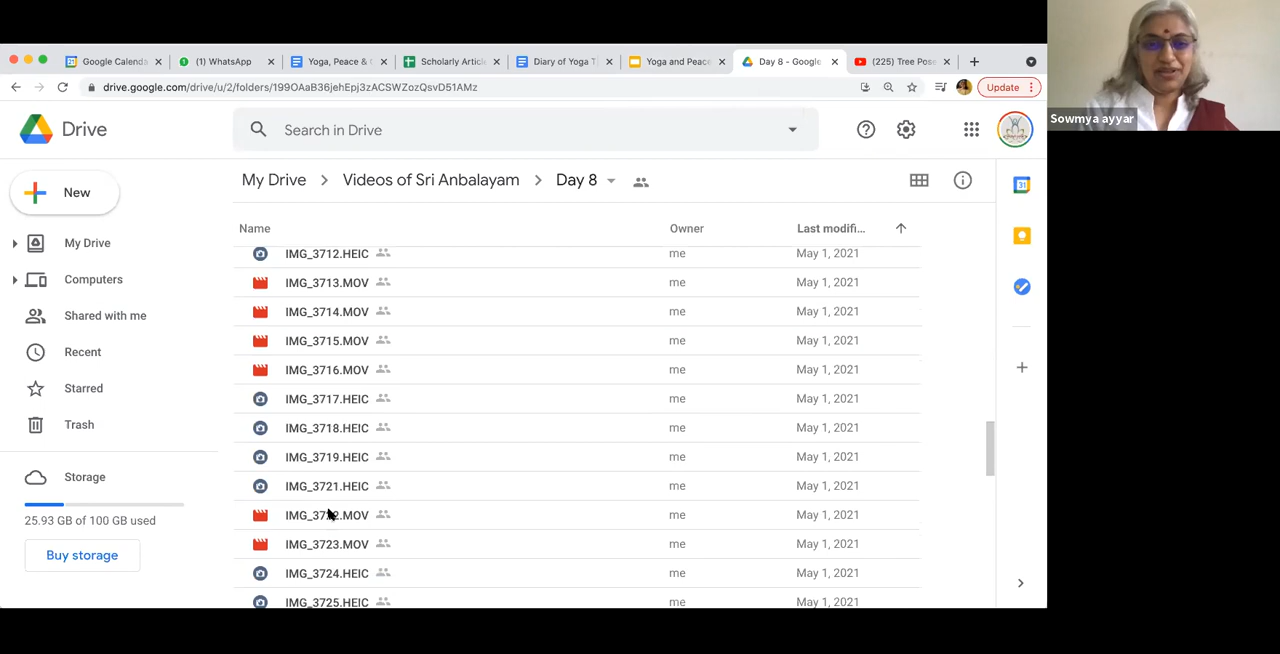 Google Calenda
(1) WhatsApp
Yoga, Peace & C
Scholarly Article
Diary of Yoga T
Yoga and Peace
Day 8 - Google
(225) Tree Pose
drive.google.com/drive/u/2/folders/199OAaB36jehEpj3zACSWZozQsvD51AMz
Update
Sowmya ayyar
Drive
Search in Drive
New
My Drive
Computers
Shared with me
Recent
Starred
Trash
Storage
25.93 GB of 100 GB used
Buy storage
My Drive > Videos of Sri Anbalayam > Day 8
Name Owner Last modifi...
IMG_3712.HEIC me May 1, 2021
IMG_3713.MOV me May 1, 2021
IMG_3714.MOV me May 1, 2021
IMG_3715.MOV me May 1, 2021
IMG_3716.MOV me May 1, 2021
IMG_3717.HEIC me May 1, 2021
IMG_3718.HEIC me May 1, 2021
IMG_3719.HEIC me May 1, 2021
IMG_3721.HEIC me May 1, 2021
IMG_3722.MOV me May 1, 2021
IMG_3723.MOV me May 1, 2021
IMG_3724.HEIC me May 1, 2021
IMG_3725.HEIC me May 1, 2021
31